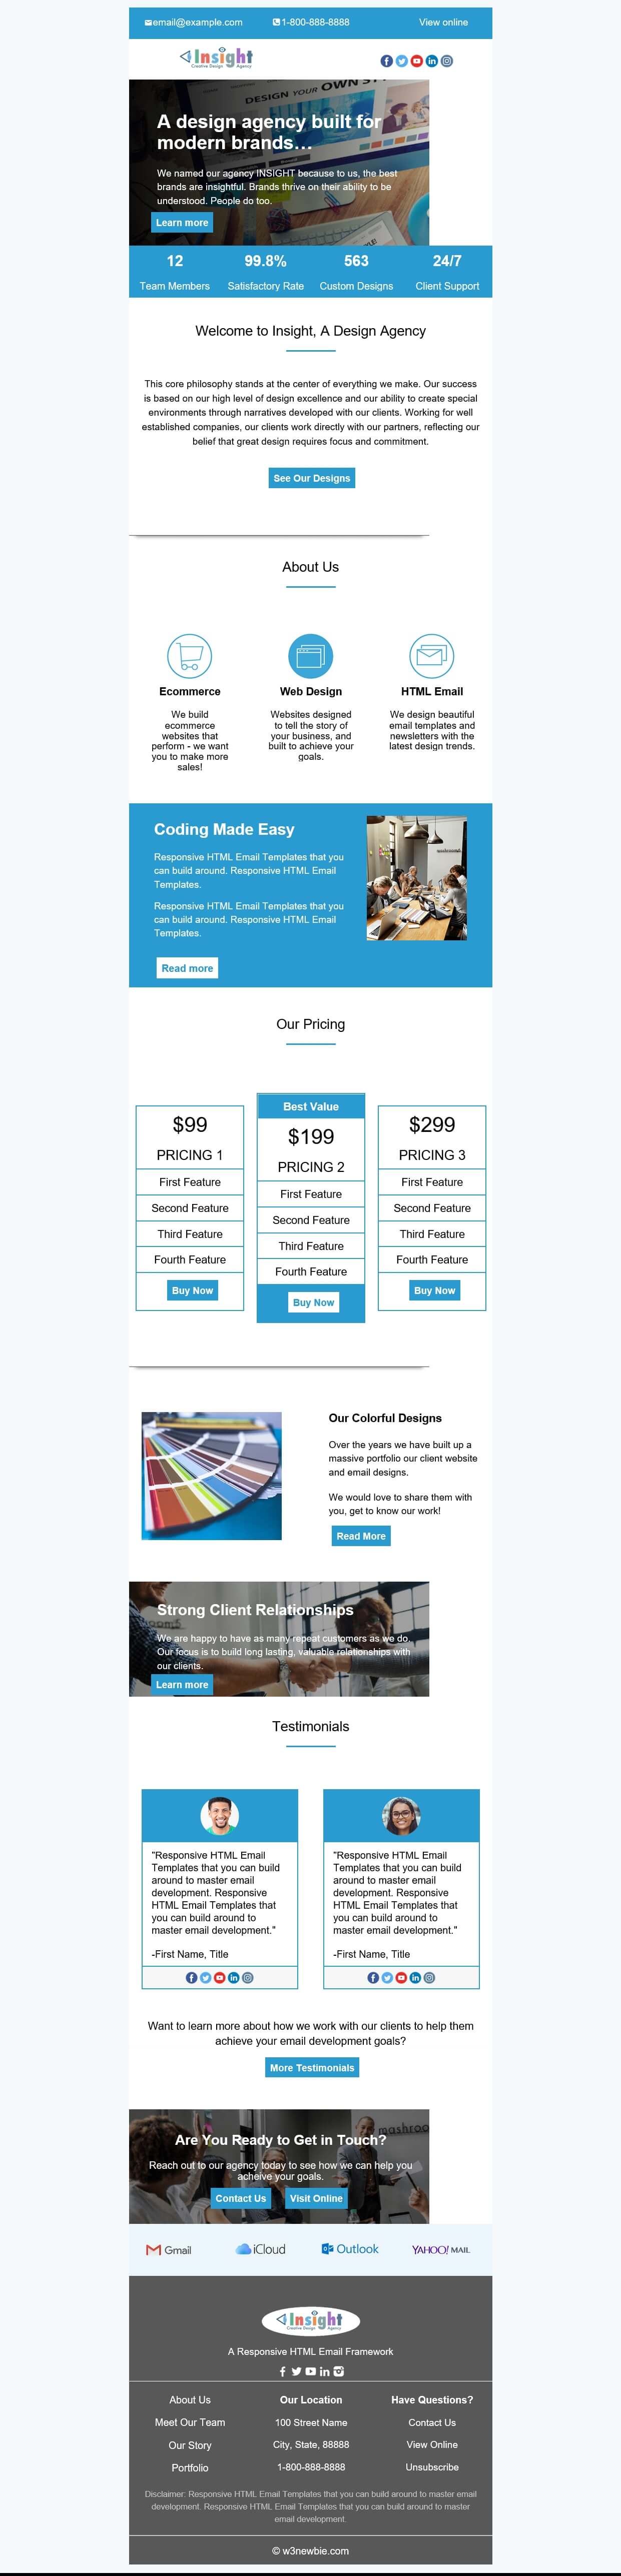 email@example.com 1-800-888-8888 View online
Insight
Creative Design Agency
DESIGN YOUR OWN ST
A design agency built for
modern brands…
We named our agency INSIGHT because to us, the best
brands are insightful. Brands thrive on their ability to be
understood. People do too.
Learn more
12 99.8% 563 24/7
Team Members Satisfactory Rate Custom Designs Client Support
Welcome to Insight, A Design Agency
This core philosophy stands at the center of everything we make. Our success
is based on our high level of design excellence and our ability to create special
environments through narratives developed with our clients. Working for well
established companies, our clients work directly with our partners, reflecting our
belief that great design requires focus and commitment.
See Our Designs
About Us
Ecommerce
We build
ecommerce
websites that
perform - we want
you to make more
sales!
Web Design
Websites designed
to tell the story of
your business, and
built to achieve your
goals.
HTML Email
We design beautiful
email templates and
newsletters with the
latest design trends.
Coding Made Easy
Responsive HTML Email Templates that you
can build around. Responsive HTML Email
Templates.
Responsive HTML Email Templates that you
can build around. Responsive HTML Email
Templates.
Read more
Our Pricing
$99
PRICING 1
First Feature
Second Feature
Third Feature
Fourth Feature
Buy Now
Best Value
$199
PRICING 2
First Feature
Second Feature
Third Feature
Fourth Feature
Buy Now
$299
PRICING 3
First Feature
Second Feature
Third Feature
Fourth Feature
Buy Now
Our Colorful Designs
Over the years we have built up a
massive portfolio our client website
and email designs.
We would love to share them with
you, get to know our work!
Read More
Strong Client Relationships
We are happy to have as many repeat customers as we do.
Our focus is to build long lasting, valuable relationships with
our clients.
Learn more
Testimonials
"Responsive HTML Email
Templates that you can build
around to master email
development. Responsive
HTML Email Templates that
you can build around to
master email development."
-First Name, Title
"Responsive HTML Email
Templates that you can build
around to master email
development. Responsive
HTML Email Templates that
you can build around to
master email development."
-First Name, Title
Want to learn more about how we work with our clients to help them
achieve your email development goals?
More Testimonials
mashroo
Are You Ready to Get in Touch?
Reach out to our agency today to see how we can help you
acheive your goals.
Contact Us Visit Online
Gmail iCloud Outlook YAHOO! MAIL
Insight
Creative Design Agency
A Responsive HTML Email Framework
About Us
Meet Our Team
Our Story
Portfolio
Our Location
100 Street Name
City, State, 88888
1-800-888-8888
Have Questions?
Contact Us
View Online
Unsubscribe
Disclaimer: Responsive HTML Email Templates that you can build around to master email
development. Responsive HTML Email Templates that you can build around to master
email development.
© w3newbie.com